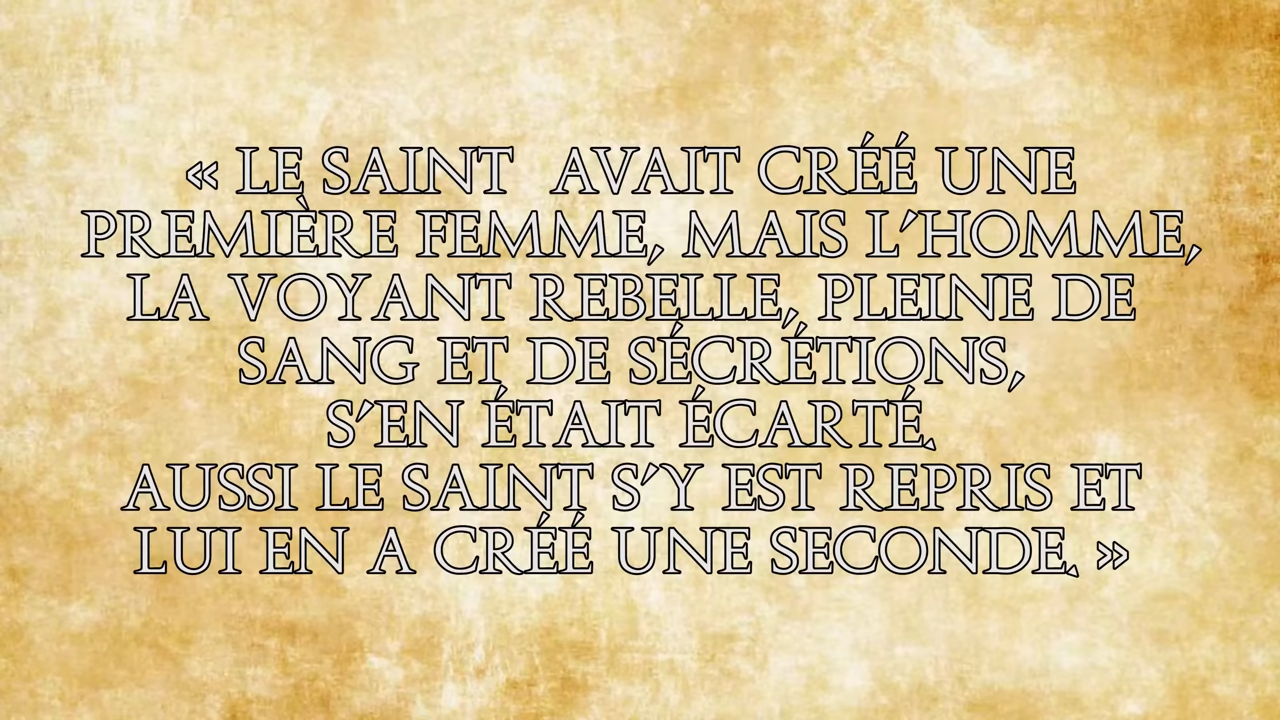 « LE SAINT  AVAIT CRÉÉ UNE
PREMIÈRE FEMME, MAIS L'HOMME,
LA VOYANT REBELLE, PLEINE DE
SANG ET DE SÉCRÉTIONS,
S'EN ÉTAIT ÉCARTÉ.
AUSSI LE SAINT S'Y EST REPRIS ET
LUI EN A CRÉÉ UNE SECONDE. »